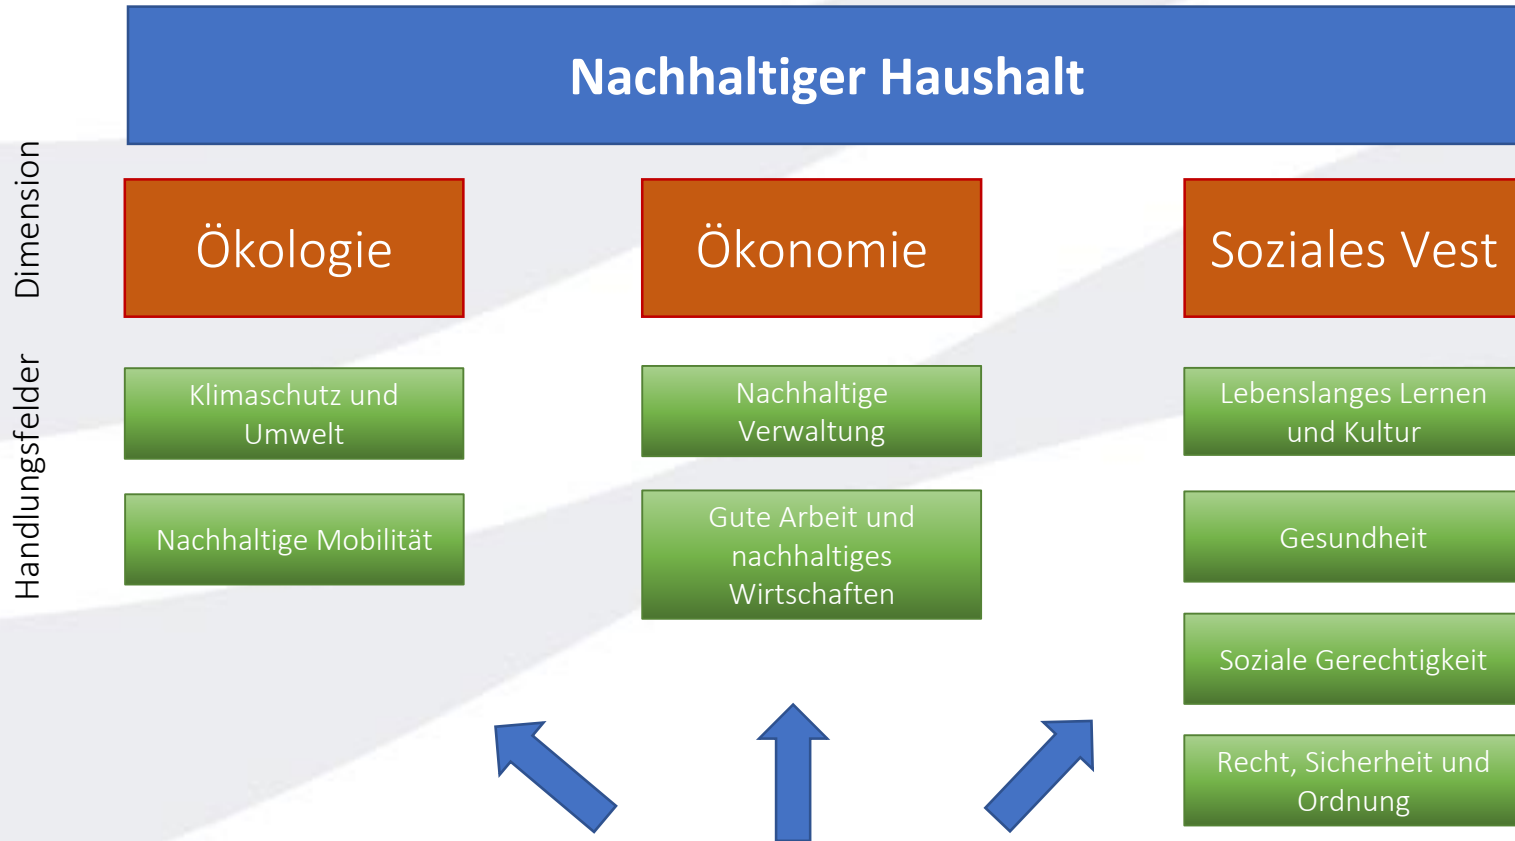 Nachhaltiger Haushalt
Dimension
Ökologie
Ökonomie
Soziales Vest
Handlungsfelder
Klimaschutz und
Umwelt
Nachhaltige Mobilität
Nachhaltige
Verwaltung
Gute Arbeit und
nachhaltiges
Wirtschaften
Lebenslanges Lernen
und Kultur
Gesundheit
Soziale Gerechtigkeit
Recht, Sicherheit und
Ordnung